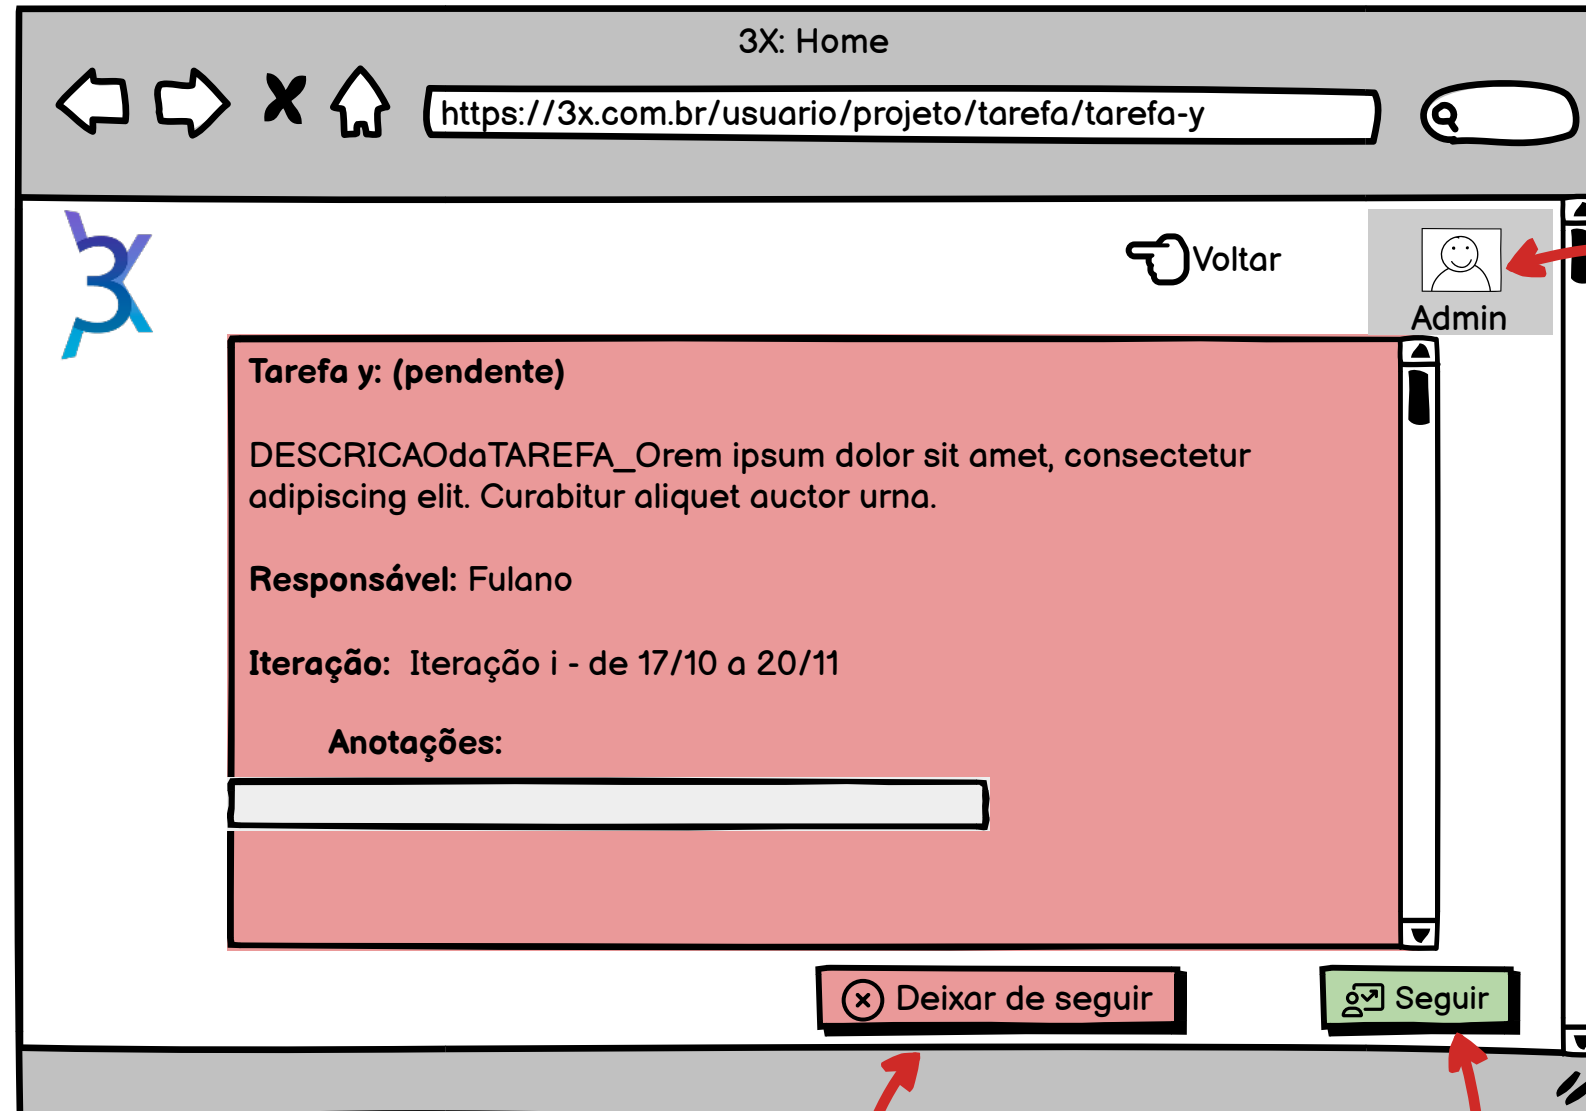 3X: Home
https://3x.com.br/usuario/projeto/tarefa/tarefa-y
3X
Voltar
Admin
Tarefa y: (pendente)
DESCRICAOdaTAREFA_Orem ipsum dolor sit amet, consectetur
adipiscing elit. Curabitur aliquet auctor urna.
Responsável: Fulano
Iteração: Iteração i - de 17/10 a 20/11
Anotações:
Deixar de seguir
Seguir